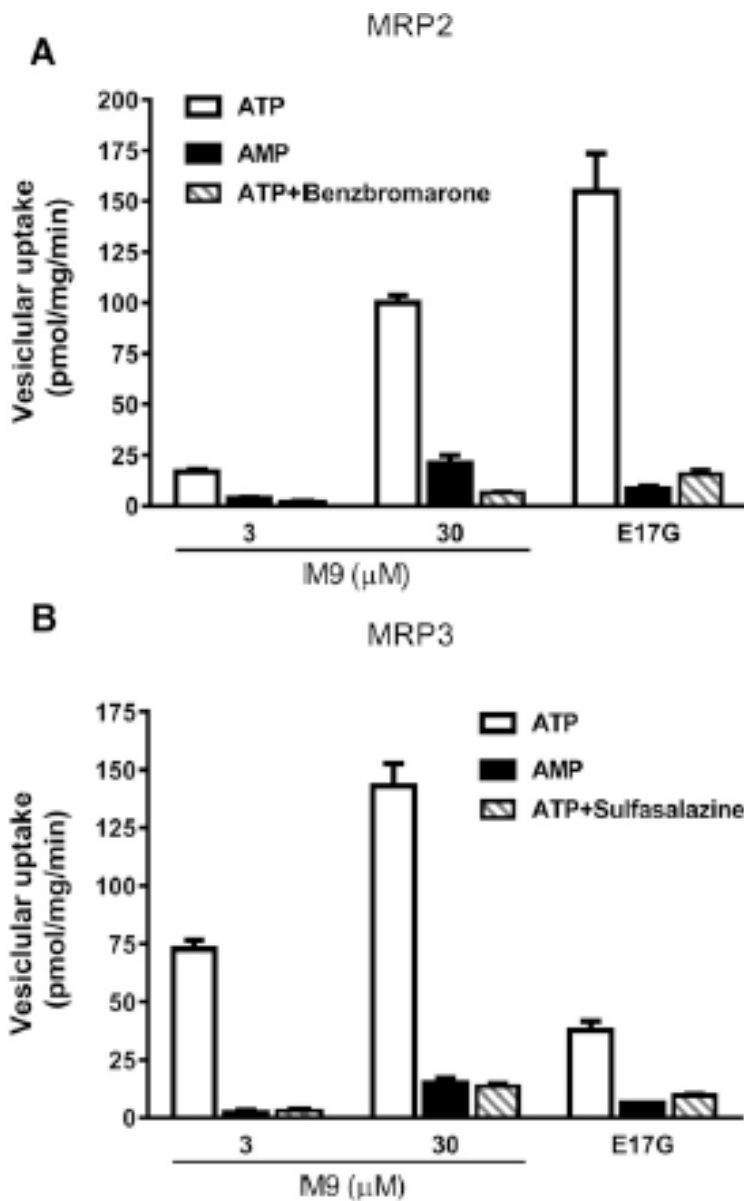 MRP2
A
200
175
150
125
100
75
50
25
0
Vesiclular uptake
(pmol/mg/min)
ATP
AMP
ATP+Benzbromarone
3 30 E17G
M9 (μM)
B
MRP3
175
150
125
100
75
50
25
0
Vesiclular uptake
(pmol/mg/min)
ATP
AMP
ATP+Sulfasalazine
3 30 E17G
M9 (μM)